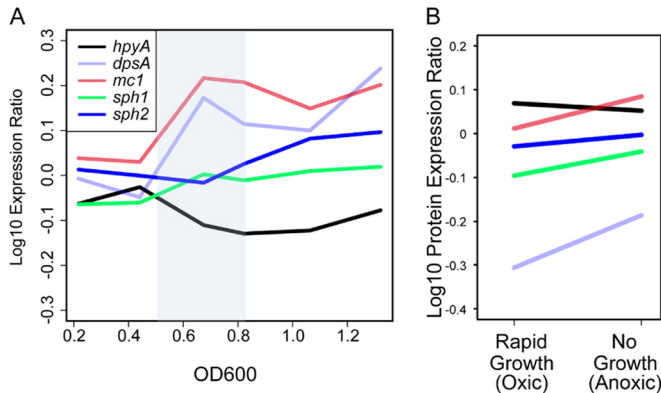 A
Log10 Expression Ratio
0.3
0.2
0.1
0.0
-0.1
-0.2
-0.3
hpyA
dpsA
mc1
sph1
sph2
0.2
0.4
0.6
0.8
1.0
1.2
OD600
B
Log10 Protein Expression Ratio
0.2
0.1
0
-0.1
-0.2
-0.3
-0.4
Rapid
Growth
(Oxic)
No
Growth
(Anoxic)